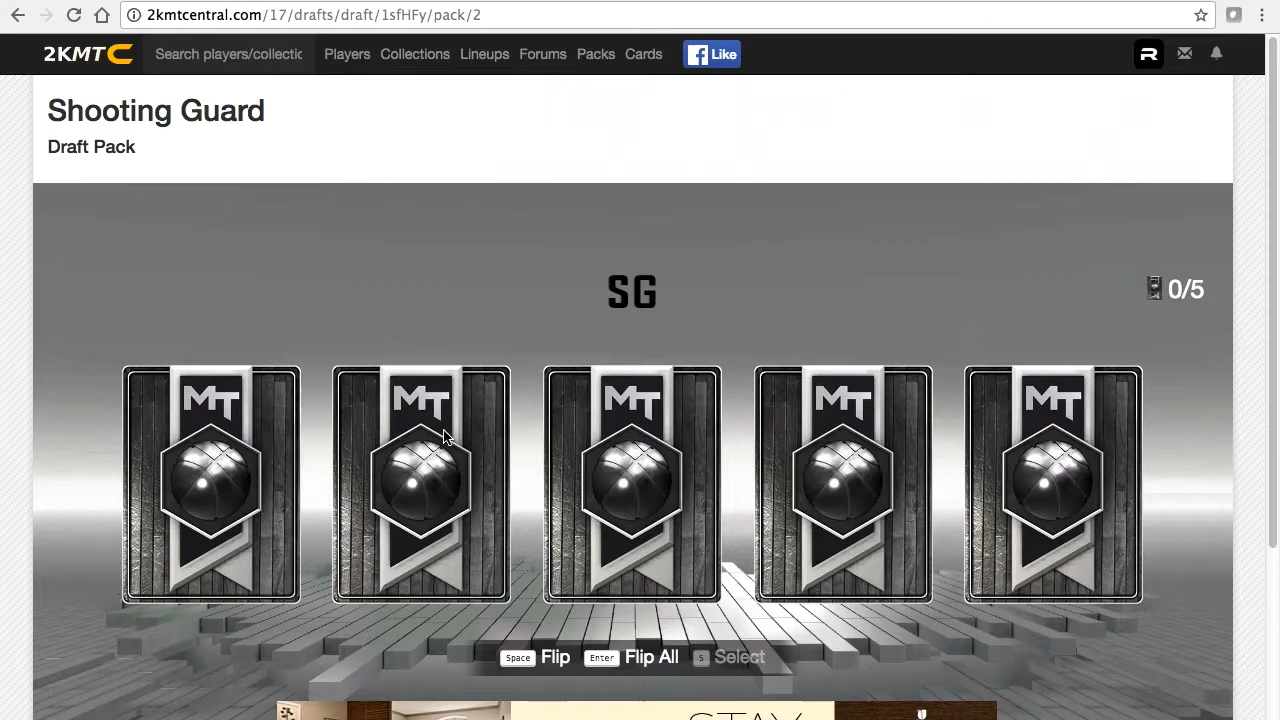 2kmtcentral.com/17/drafts/draft/1sfHFy/pack/2
2KMTC Search players/collectic Players Collections Lineups Forums Packs Cards Like
Shooting Guard
Draft Pack
SG
0/5
MT MT MT MT MT
Space Flip Enter Flip All S Select
STAY